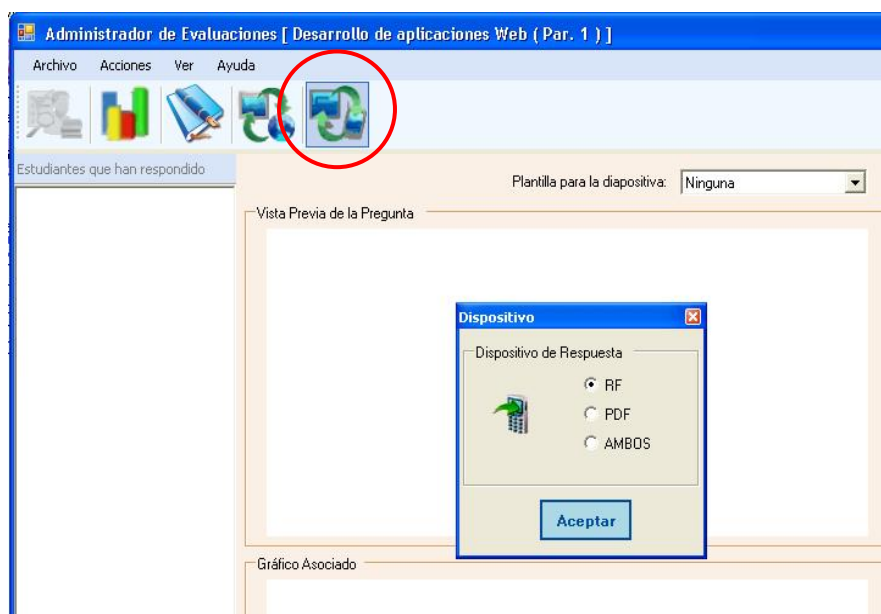 Administrador de Evaluaciones [ Desarrollo de aplicaciones Web ( Par. 1 ) ]
Archivo Acciones Ver Ayuda
Estudiantes que han respondido
Plantilla para la diapositiva: Ninguna
Vista Previa de la Pregunta
Dispositivo
Dispositivo de Respuesta
RF
PDF
AMBOS
Aceptar
Gráfico Asociado